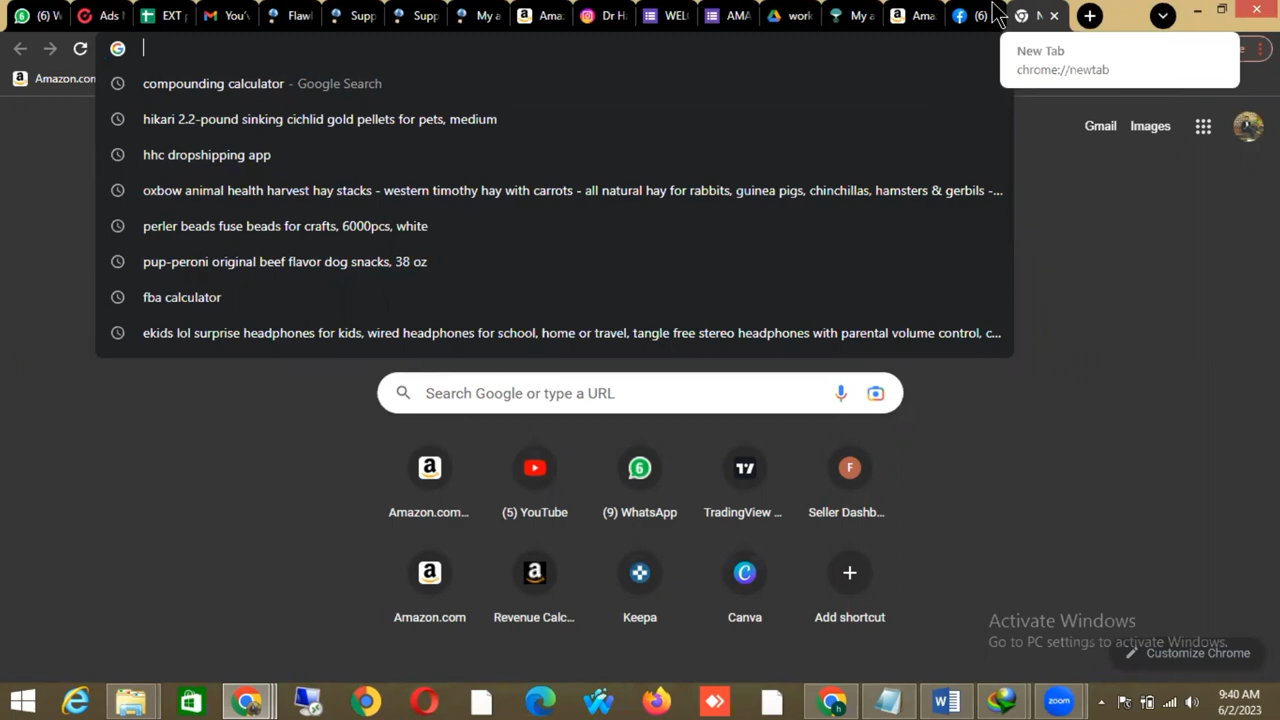 (6) W
Ads M
EXT p
You'v
Flawl
Supp
Supp
My a
Ama
Dr H
WEL
AMA
work
My a
Ama
(6)
N
New Tab
chrome://newtab
Amazon.com
compounding calculator - Google Search
hikari 2.2-pound sinking cichlid gold pellets for pets, medium
hhc dropshipping app
oxbow animal health harvest hay stacks - western timothy hay with carrots - all natural hay for rabbits, guinea pigs, chinchillas, hamsters & gerbils -...
perler beads fuse beads for crafts, 6000pcs, white
pup-peroni original beef flavor dog snacks, 38 oz
fba calculator
ekids lol surprise headphones for kids, wired headphones for school, home or travel, tangle free stereo headphones with parental volume control, c...
Gmail Images
Search Google or type a URL
Amazon.com...
(5) YouTube
(9) WhatsApp
TradingView ...
Seller Dashb...
Amazon.com
Revenue Calc...
Keepa
Canva
Add shortcut
Activate Windows
Go to PC settings to activate Windows.
Customize Chrome
zoom
9:40 AM
6/2/2023